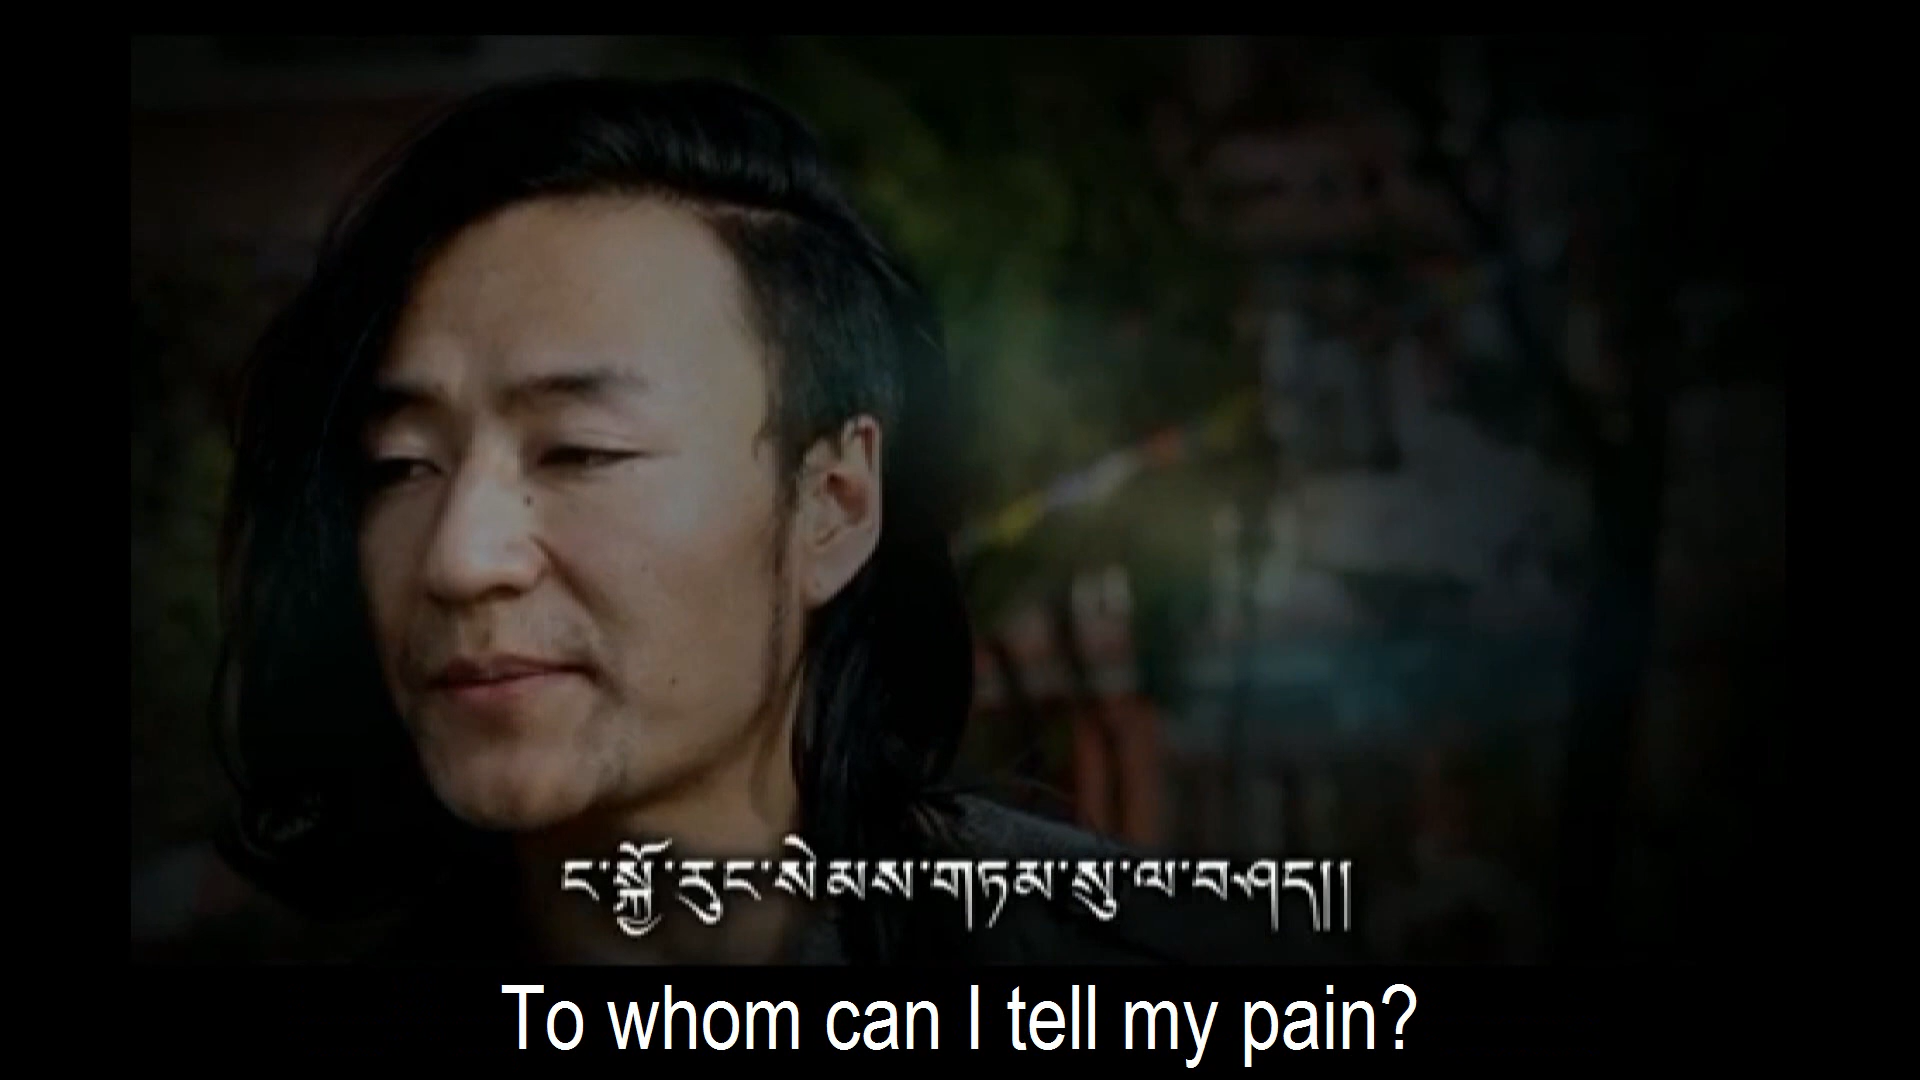 ང་སྐྱོ་རུང་སེམས་གཏམ་སུ་ལ་བཤད།།
To whom can I tell my pain?